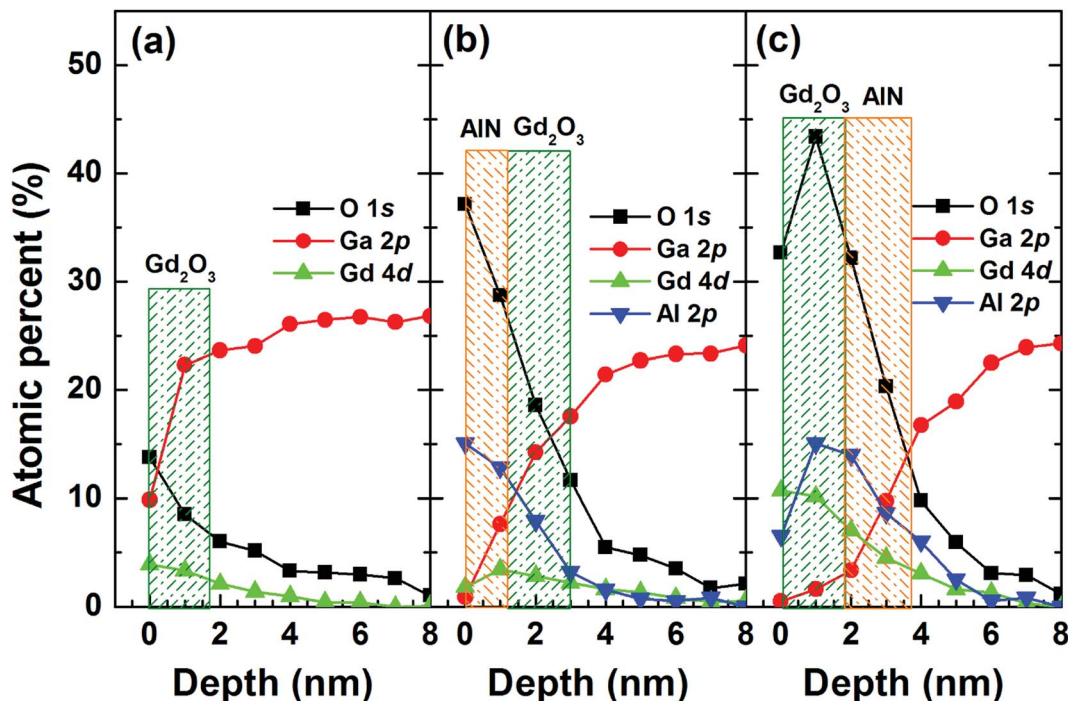 (a)
(b)
(c)
50
40
30
20
10
0
Atomic percent (%)
Gd₂O₃
O 1s
Ga 2p
Gd 4d
AlN
Gd₂O₃
O 1s
Ga 2p
Gd 4d
Al 2p
Gd₂O₃
AlN
O 1s
Ga 2p
Gd 4d
Al 2p
0 2 4 6 8
0 2 4 6 8
0 2 4 6 8
Depth (nm)
Depth (nm)
Depth (nm)